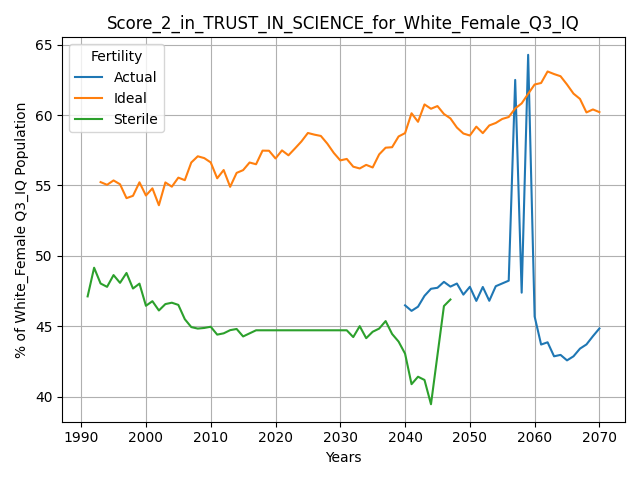 Score_2_in_TRUST_IN_SCIENCE_for_White_Female_Q3_IQ
Fertility
Actual
Ideal
Sterile
% of White_Female Q3_IQ Population
65
60
55
50
45
40
1990 2000 2010 2020 2030 2040 2050 2060 2070
Years